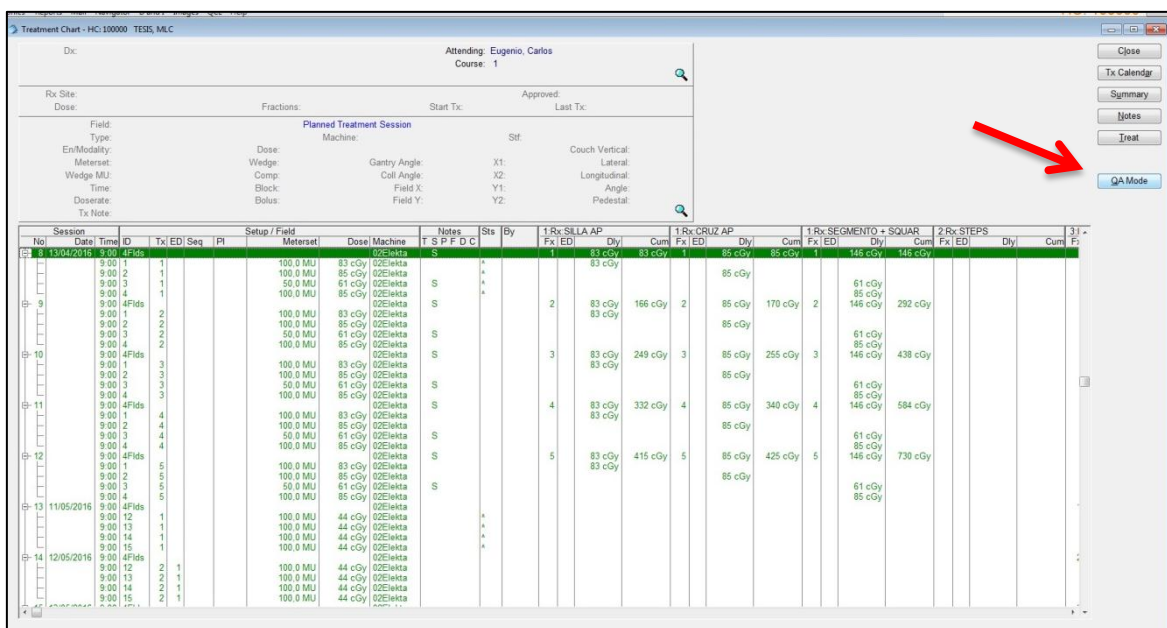 Treatment Chart - HC: 100000 TESIS, MLC
Close
Tx Calendar
Summary
Notes
Treat
QA Mode
Dx:
Attending: Eugenio, Carlos
Course: 1
Rx Site: Approved:
Dose: Fractions: Start Tx: Last Tx:
Field: Planned Treatment Session
Type: Machine: Stf:
En/Modality: Dose: Couch Vertical:
Meterset: Wedge: Gantry Angle: X1: Lateral:
Wedge MU: Comp: Coll Angle: X2: Longitudinal:
Time: Block: Field X: Y1: Angle:
Doserate: Bolus: Field Y: Y2: Pedestal:
Tx Note:
Session Setup / Field Notes Sts By 1:Rx:SILLA AP 1:Rx:CRUZ AP 1:Rx:SEGMENTO + SQUAR 2:Rx:STEPS
No Date Time ID Tx ED Seq PI Meterset Dose Machine T S P F D C Fx ED Dly Cum Fx ED Dly Cum Fx ED Dly Cum Fx ED Dly Cum
8 13/04/2016 9:00 4Flds 02Elekta S 1 83 cGy 83 cGy 1 85 cGy 85 cGy 1 146 cGy 146 cGy
9:00 1 1 100,0 MU 83 cGy 02Elekta 83 cGy
9:00 2 1 100,0 MU 85 cGy 02Elekta 85 cGy
9:00 3 1 50,0 MU 61 cGy 02Elekta S 61 cGy
9:00 4 1 100,0 MU 85 cGy 02Elekta 85 cGy
9 9:00 4Flds 02Elekta S 2 83 cGy 166 cGy 2 85 cGy 170 cGy 2 146 cGy 292 cGy
9:00 1 2 100,0 MU 83 cGy 02Elekta 83 cGy
9:00 2 2 100,0 MU 85 cGy 02Elekta 85 cGy
9:00 3 2 50,0 MU 61 cGy 02Elekta S 61 cGy
9:00 4 2 100,0 MU 85 cGy 02Elekta 85 cGy
10 9:00 4Flds 02Elekta S 3 83 cGy 249 cGy 3 85 cGy 255 cGy 3 146 cGy 438 cGy
9:00 1 3 100,0 MU 83 cGy 02Elekta 83 cGy
9:00 2 3 100,0 MU 85 cGy 02Elekta 85 cGy
9:00 3 3 50,0 MU 61 cGy 02Elekta S 61 cGy
9:00 4 3 100,0 MU 85 cGy 02Elekta 85 cGy
11 9:00 4Flds 02Elekta S 4 83 cGy 332 cGy 4 85 cGy 340 cGy 4 146 cGy 584 cGy
9:00 1 4 100,0 MU 83 cGy 02Elekta 83 cGy
9:00 2 4 100,0 MU 85 cGy 02Elekta 85 cGy
9:00 3 4 50,0 MU 61 cGy 02Elekta S 61 cGy
9:00 4 4 100,0 MU 85 cGy 02Elekta 85 cGy
12 9:00 4Flds 02Elekta S 5 83 cGy 415 cGy 5 85 cGy 425 cGy 5 146 cGy 730 cGy
9:00 1 5 100,0 MU 83 cGy 02Elekta 83 cGy
9:00 2 5 100,0 MU 85 cGy 02Elekta 85 cGy
9:00 3 5 50,0 MU 61 cGy 02Elekta S 61 cGy
9:00 4 5 100,0 MU 85 cGy 02Elekta 85 cGy
13 11/05/2016 9:00 4Flds 02Elekta
9:00 12 1 100,0 MU 44 cGy 02Elekta
9:00 13 1 100,0 MU 44 cGy 02Elekta
9:00 14 1 100,0 MU 44 cGy 02Elekta
9:00 15 1 100,0 MU 44 cGy 02Elekta
14 12/05/2016 9:00 4Flds 02Elekta
9:00 12 2 1 100,0 MU 44 cGy 02Elekta
9:00 13 2 1 100,0 MU 44 cGy 02Elekta
9:00 14 2 1 100,0 MU 44 cGy 02Elekta
9:00 15 2 1 100,0 MU 44 cGy 02Elekta